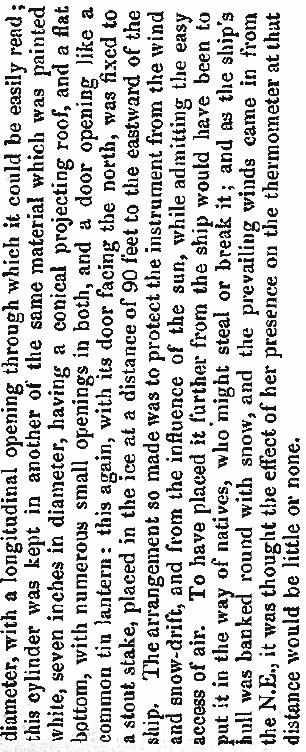 diameter, with a longitudinal opening through which it could be easily read;
this cylinder was kept in another of the same material which was painted
white, seven inches in diameter, having a conical projecting roof, and a flat
bottom, with numerous small openings in both, and a door opening like a
common tin lantern: this again, with its door facing the north, was fixed to
a stout stake, placed in the ice at a distance of 90 feet to the eastward of the
ship. The arrangement so made was to protect the instrument from the wind
and snow-drift, and from the influence of the sun, while admitting the easy
access of air. To have placed it further from the ship would have been to
put it in the way of natives, who might steal or break it; and as the ship's
hull was banked round with snow, and the prevailing winds came in from
the N.E., it was thought the effect of her presence on the thermometer at that
distance would be little or none.